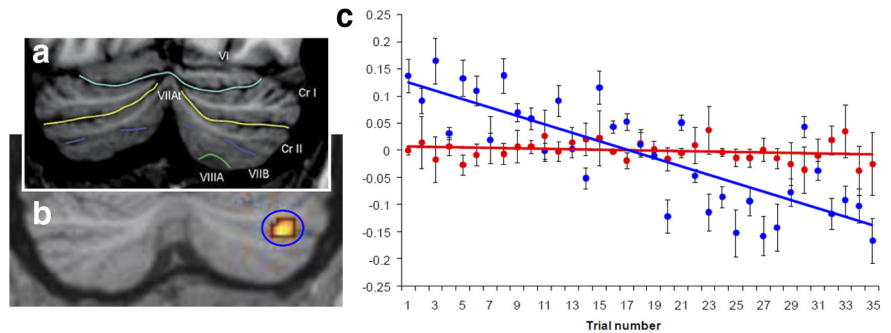 a
VI
VIIAt
Cr I
Cr II
VIIIA
VIIB
b
c
0.25
0.2
0.15
0.1
0.05
0
-0.05
-0.1
-0.15
-0.2
-0.25
1 3 5 7 9 11 13 15 17 19 21 23 25 27 29 31 33 35
Trial number